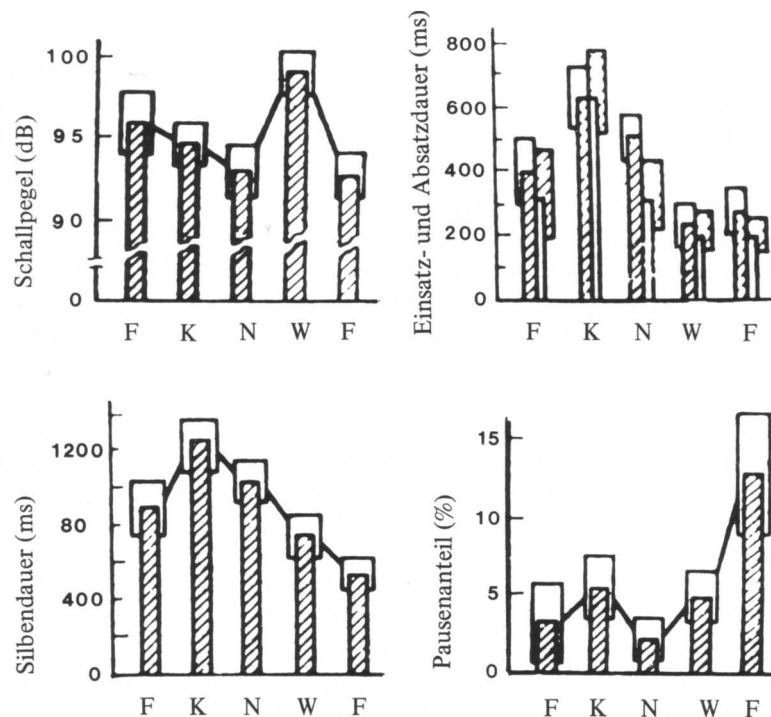 Schallpegel (dB)
100
95
90
0
F K N W F
Einsatz- und Absatzdauer (ms)
800
600
400
200
0
F K N W F
Silbendauer (ms)
1200
80
400
0
F K N W F
Pausenanteil (%)
15
10
5
0
F K N W F